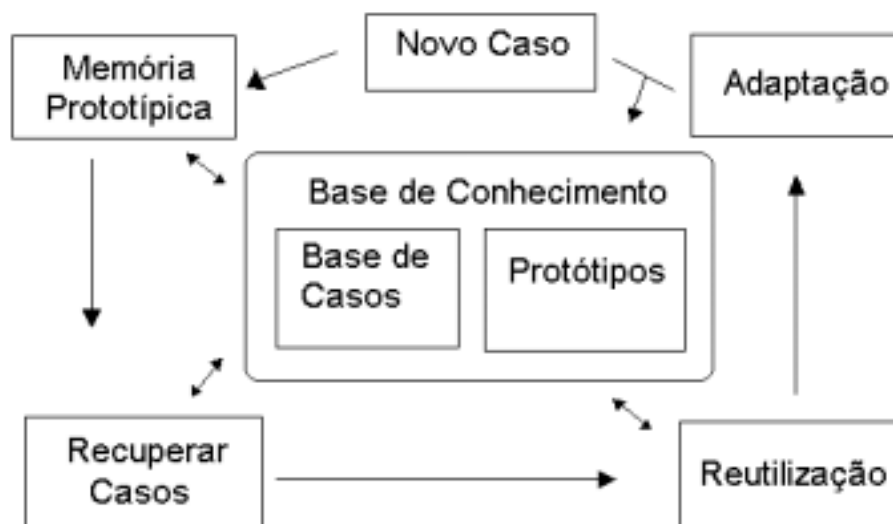 Novo Caso
Memória
Prototípica
Adaptação
Base de Conhecimento
Base de
Casos
Protótipos
Recuperar
Casos
Reutilização